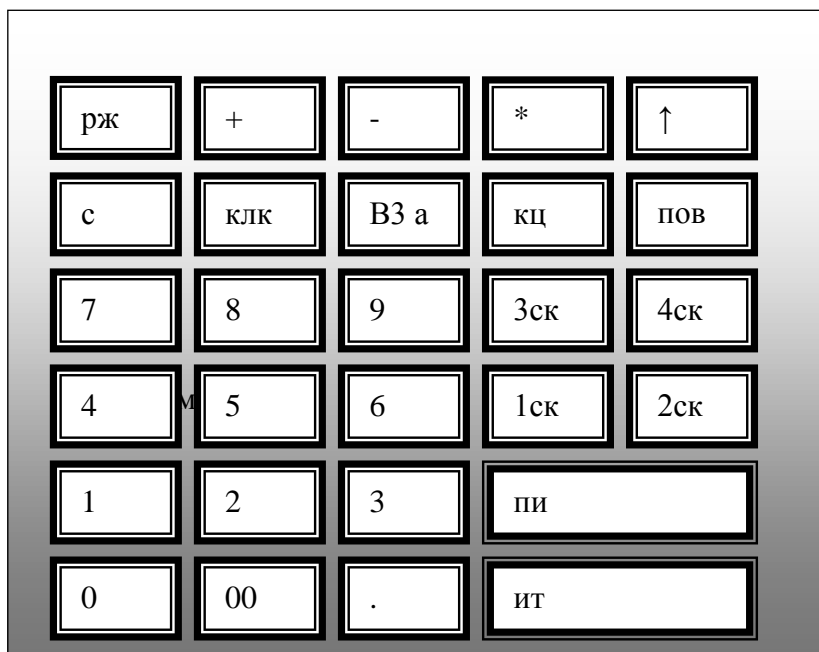 рж + - * ↑
с клк ВЗ а кц пов
7 8 9 3ск 4ск
4 м 5 6 1ск 2ск
1 2 3 пи
0 00 . ит